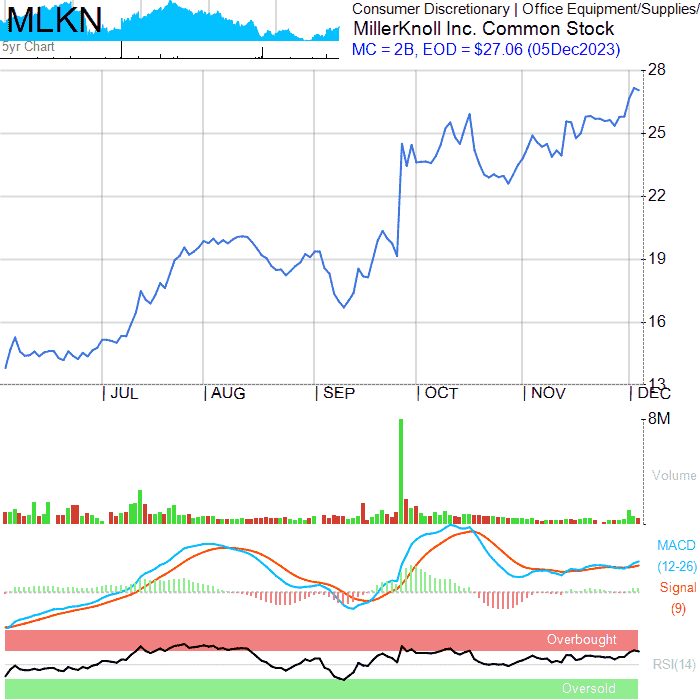 MLKN
5yr Chart
Consumer Discretionary | Office Equipment/Supplies/
MillerKnoll Inc. Common Stock
MC = 2B, EOD = $27.06 (05Dec2023)
28
25
22
19
16
13
| JUL
| AUG
| SEP
| OCT
| NOV
| DEC
8M
Volume
MACD
(12-26)
Signal
(9)
Overbought
RSI(14)
Oversold